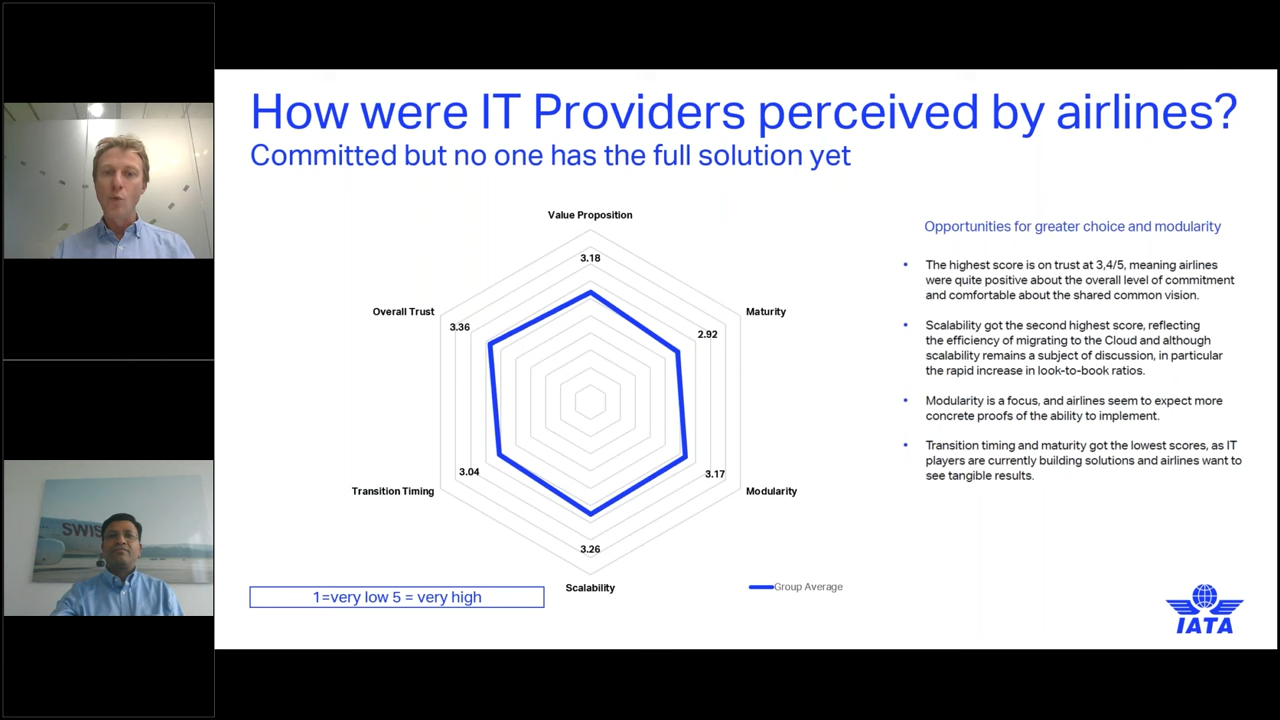 How were IT Providers perceived by airlines?
Committed but no one has the full solution yet
Value Proposition
3.18
Overall Trust
3.36
Maturity
2.92
3.04
Transition Timing
3.17
Modularity
3.26
Scalability
Group Average
1=very low 5 = very high
Opportunities for greater choice and modularity
• The highest score is on trust at 3,4/5, meaning airlines
were quite positive about the overall level of commitment
and comfortable about the shared common vision.
• Scalability got the second highest score, reflecting
the efficiency of migrating to the Cloud and although
scalability remains a subject of discussion, in particular
the rapid increase in look-to-book ratios.
• Modularity is a focus, and airlines seem to expect more
concrete proofs of the ability to implement.
• Transition timing and maturity got the lowest scores, as IT
players are currently building solutions and airlines want to
see tangible results.
IATA
SWIS